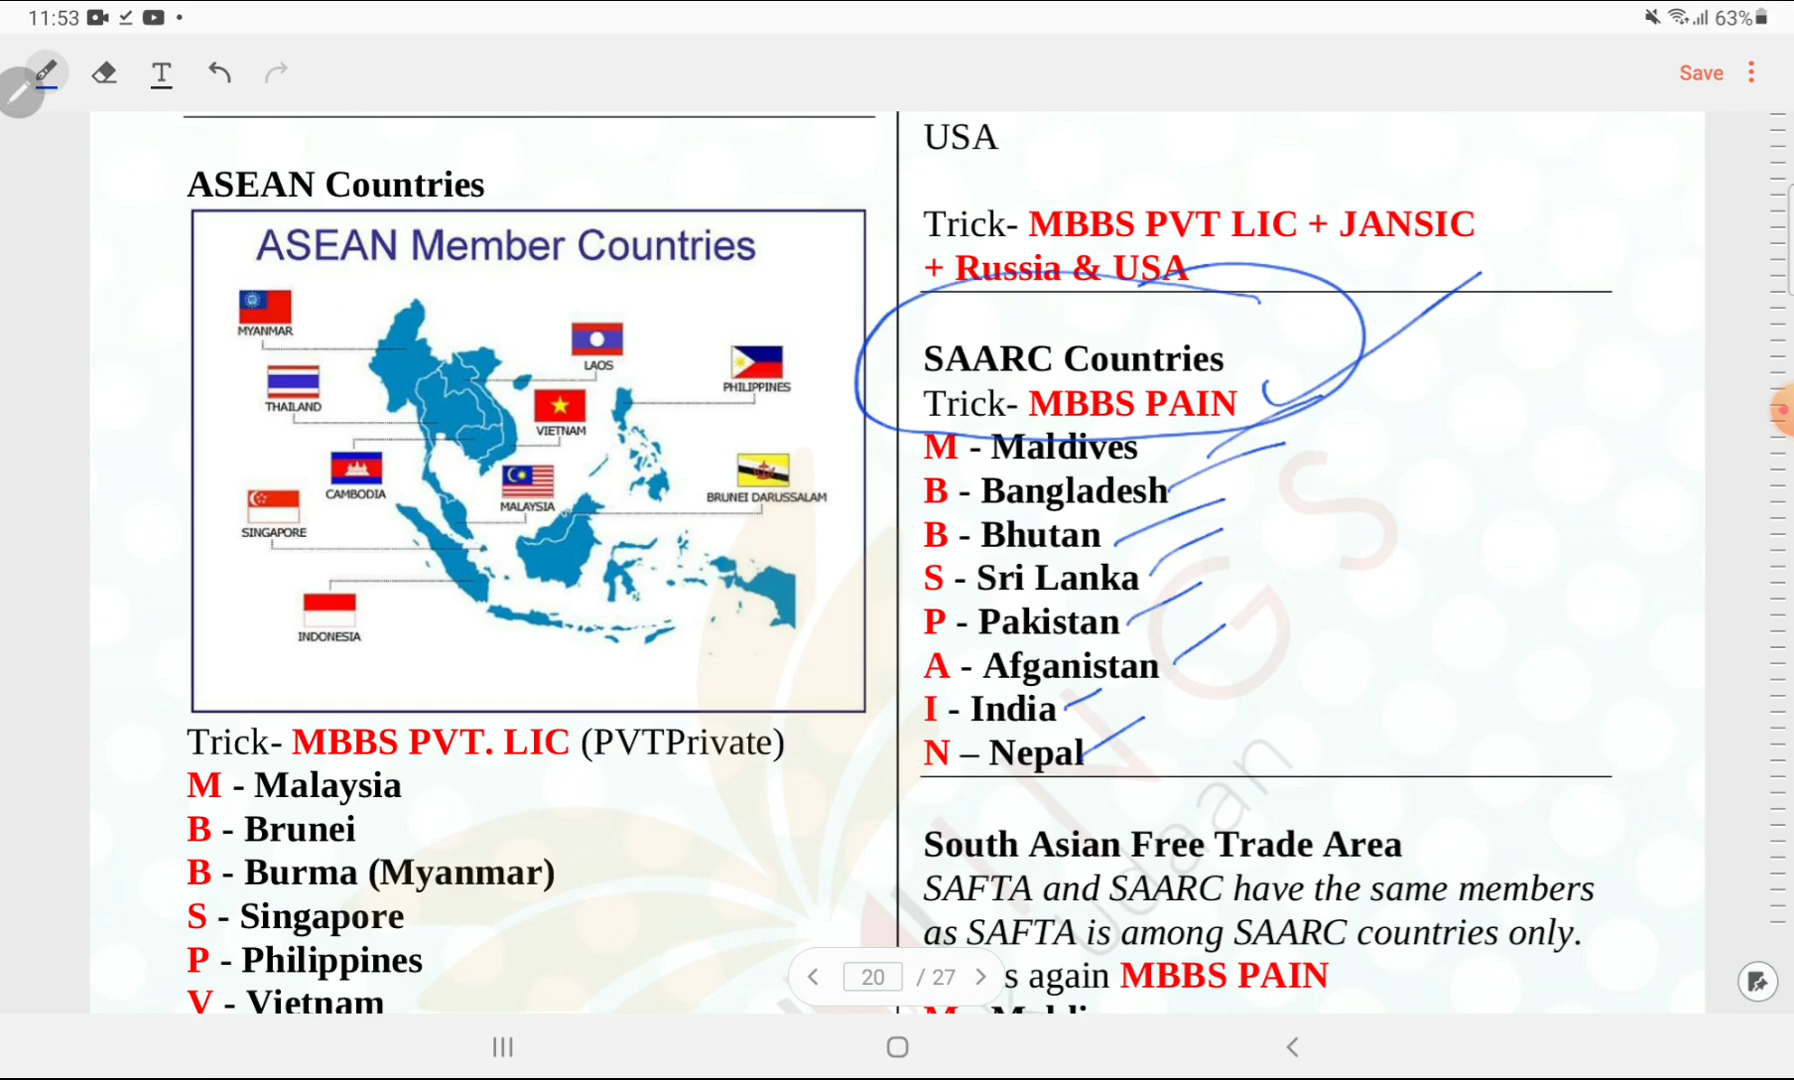 11:53
63%
T
Save
ASEAN Countries
ASEAN Member Countries
MYANMAR
LAOS
PHILIPPINES
THAILAND
VIETNAM
CAMBODIA
MALAYSIA
BRUNEI DARUSSALAM
SINGAPORE
INDONESIA
Trick- MBBS PVT. LIC (PVTPrivate)
M - Malaysia
B - Brunei
B - Burma (Myanmar)
S - Singapore
P - Philippines
V - Vietnam
USA
Trick- MBBS PVT LIC + JANSIC
+ Russia & USA
SAARC Countries
Trick- MBBS PAIN
M - Maldives
B - Bangladesh
B - Bhutan
S - Sri Lanka
P - Pakistan
A - Afganistan
I - India
N – Nepal
South Asian Free Trade Area
SAFTA and SAARC have the same members
as SAFTA is among SAARC countries only.
s again MBBS PAIN
20 / 27
udaan